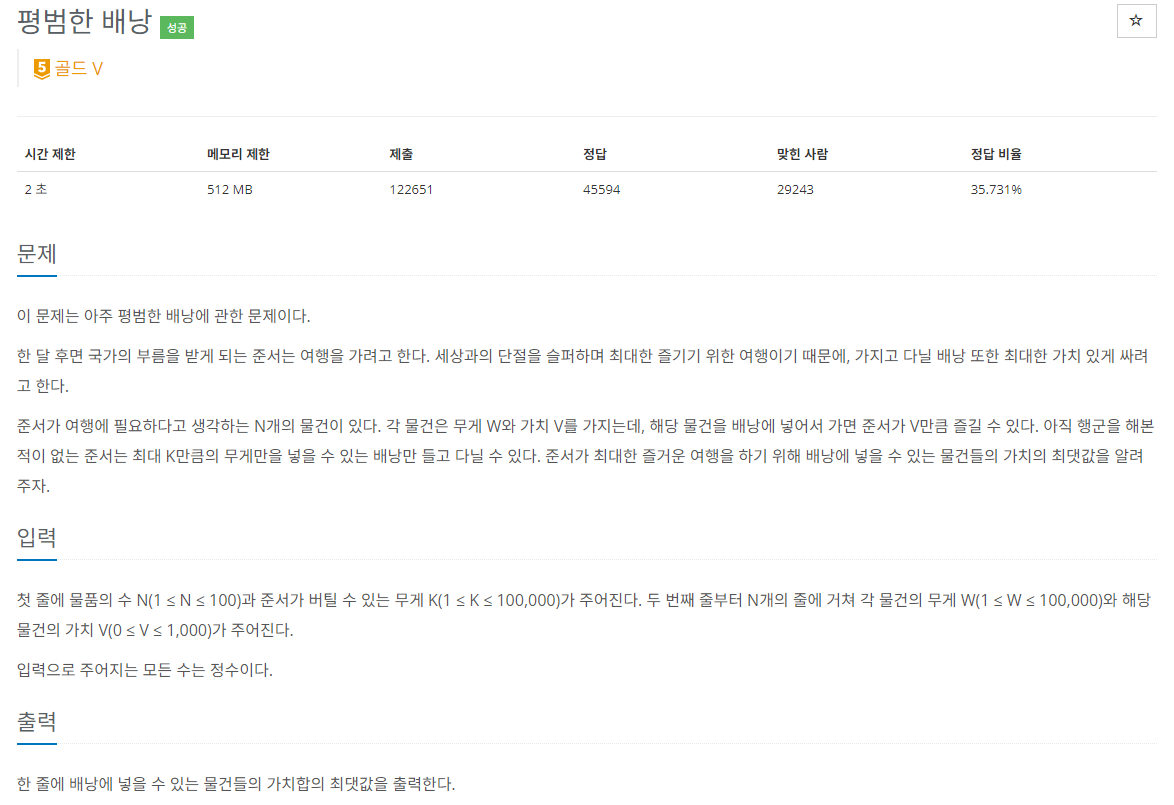 평범한 배낭 성공
☆
5 골드 V
시간 제한 메모리 제한 제출 정답 맞힌 사람 정답 비율
2 초 512 MB 122651 45594 29243 35.731%
문제
이 문제는 아주 평범한 배낭에 관한 문제이다.
한 달 후면 국가의 부름을 받게 되는 준서는 여행을 가려고 한다. 세상과의 단절을 슬퍼하며 최대한 즐기기 위한 여행이기 때문에, 가지고 다닐 배낭 또한 최대한 가치 있게 싸려
고 한다.
준서가 여행에 필요하다고 생각하는 N개의 물건이 있다. 각 물건은 무게 W와 가치 V를 가지는데, 해당 물건을 배낭에 넣어서 가면 준서가 V만큼 즐길 수 있다. 아직 행군을 해본
적이 없는 준서는 최대 K만큼의 무게만을 넣을 수 있는 배낭만 들고 다닐 수 있다. 준서가 최대한 즐거운 여행을 하기 위해 배낭에 넣을 수 있는 물건들의 가치의 최댓값을 알려
주자.
입력
첫 줄에 물품의 수 N(1 ≤ N ≤ 100)과 준서가 버틸 수 있는 무게 K(1 ≤ K ≤ 100,000)가 주어진다. 두 번째 줄부터 N개의 줄에 거쳐 각 물건의 무게 W(1 ≤ W ≤ 100,000)와 해당
물건의 가치 V(0 ≤ V ≤ 1,000)가 주어진다.
입력으로 주어지는 모든 수는 정수이다.
출력
한 줄에 배낭에 넣을 수 있는 물건들의 가치합의 최댓값을 출력한다.